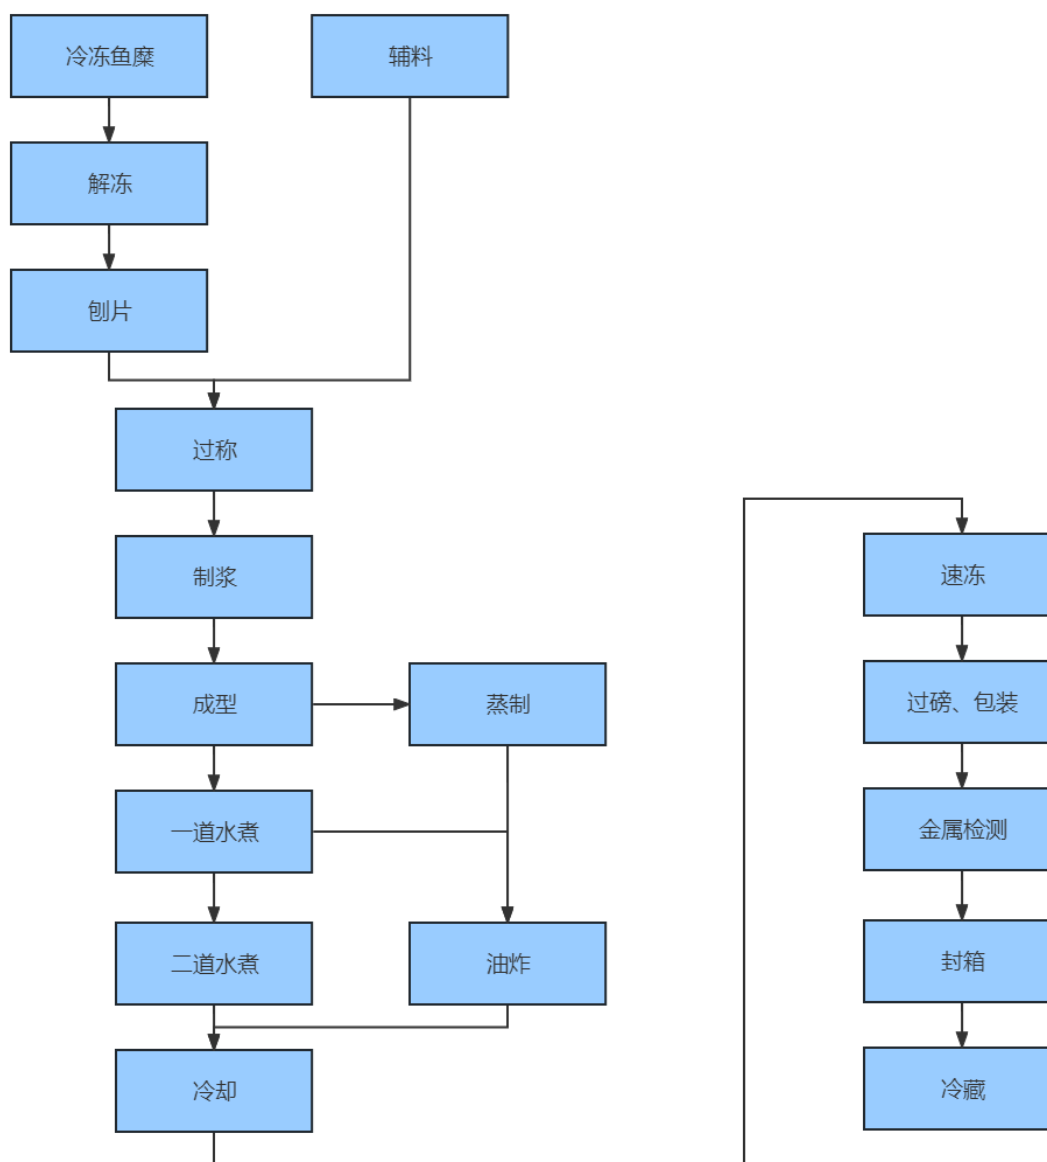 冷冻鱼糜
辅料
解冻
刨片
过称
制浆
成型
蒸制
一道水煮
二道水煮
油炸
冷却
速冻
过磅、包装
金属检测
封箱
冷藏